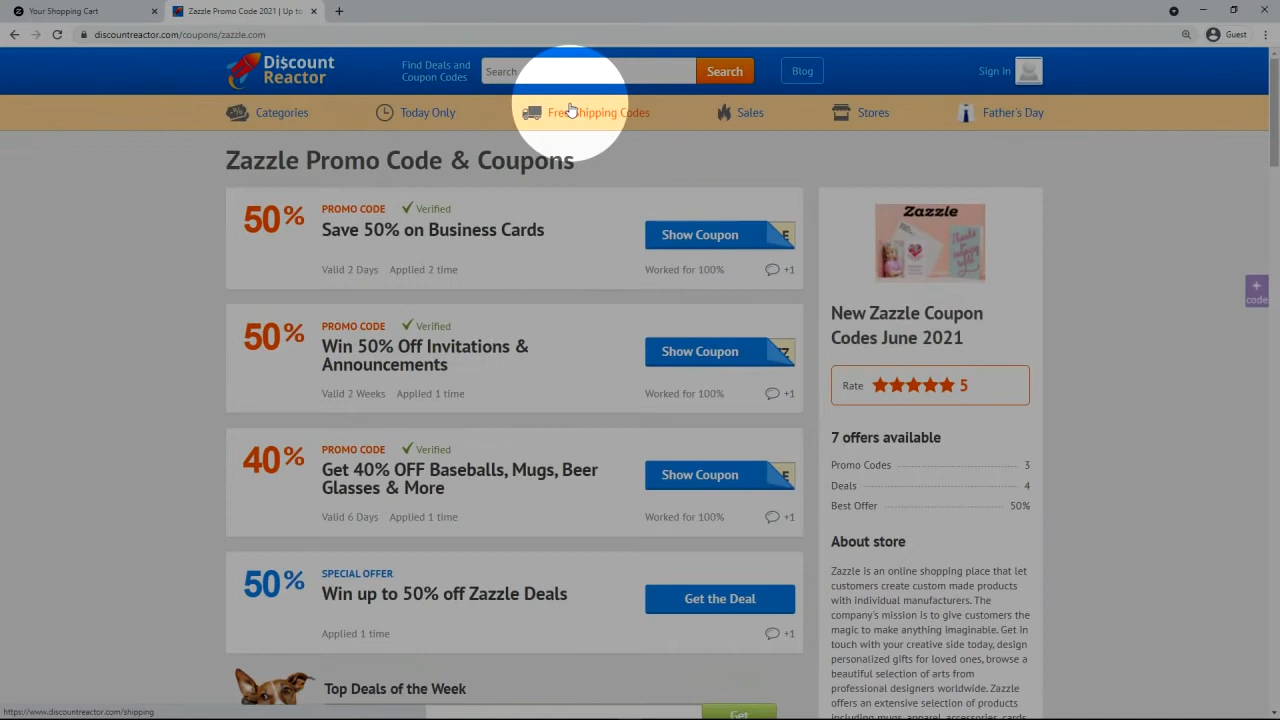 Your Shopping Cart
Zazzle Promo Code 2021 | Up to
discountreactor.com/coupons/zazzle.com
Guest
Discount
Reactor
Find Deals and
Coupon Codes
Search
Search
Blog
Sign In
Categories
Today Only
Free Shipping Codes
Sales
Stores
Father's Day
Zazzle Promo Code & Coupons
50%
PROMO CODE
Verified
Save 50% on Business Cards
Show Coupon
E
Valid 2 Days
Applied 2 time
Worked for 100%
+1
50%
PROMO CODE
Verified
Win 50% Off Invitations &
Announcements
Show Coupon
Z
Valid 2 Weeks
Applied 1 time
Worked for 100%
+1
40%
PROMO CODE
Verified
Get 40% OFF Baseballs, Mugs, Beer
Glasses & More
Show Coupon
E
Valid 6 Days
Applied 1 time
Worked for 100%
+1
50%
SPECIAL OFFER
Win up to 50% off Zazzle Deals
Get the Deal
Applied 1 time
+1
Top Deals of the Week
Get
Zazzle
New Zazzle Coupon
Codes June 2021
Rate
5
7 offers available
Promo Codes 3
Deals 4
Best Offer 50%
About store
Zazzle is an online shopping place that let
customers create custom made products
with individual manufacturers. The
company's mission is to give customers the
magic to make anything imaginable. Get in
touch with your creative side today, design
personalized gifts for loved ones, browse a
beautiful selection of arts from
professional designers worldwide. Zazzle
offers an extensive selection of products
including mugs, apparel, accessories, cards
+
code
https://www.discountreactor.com/shipping